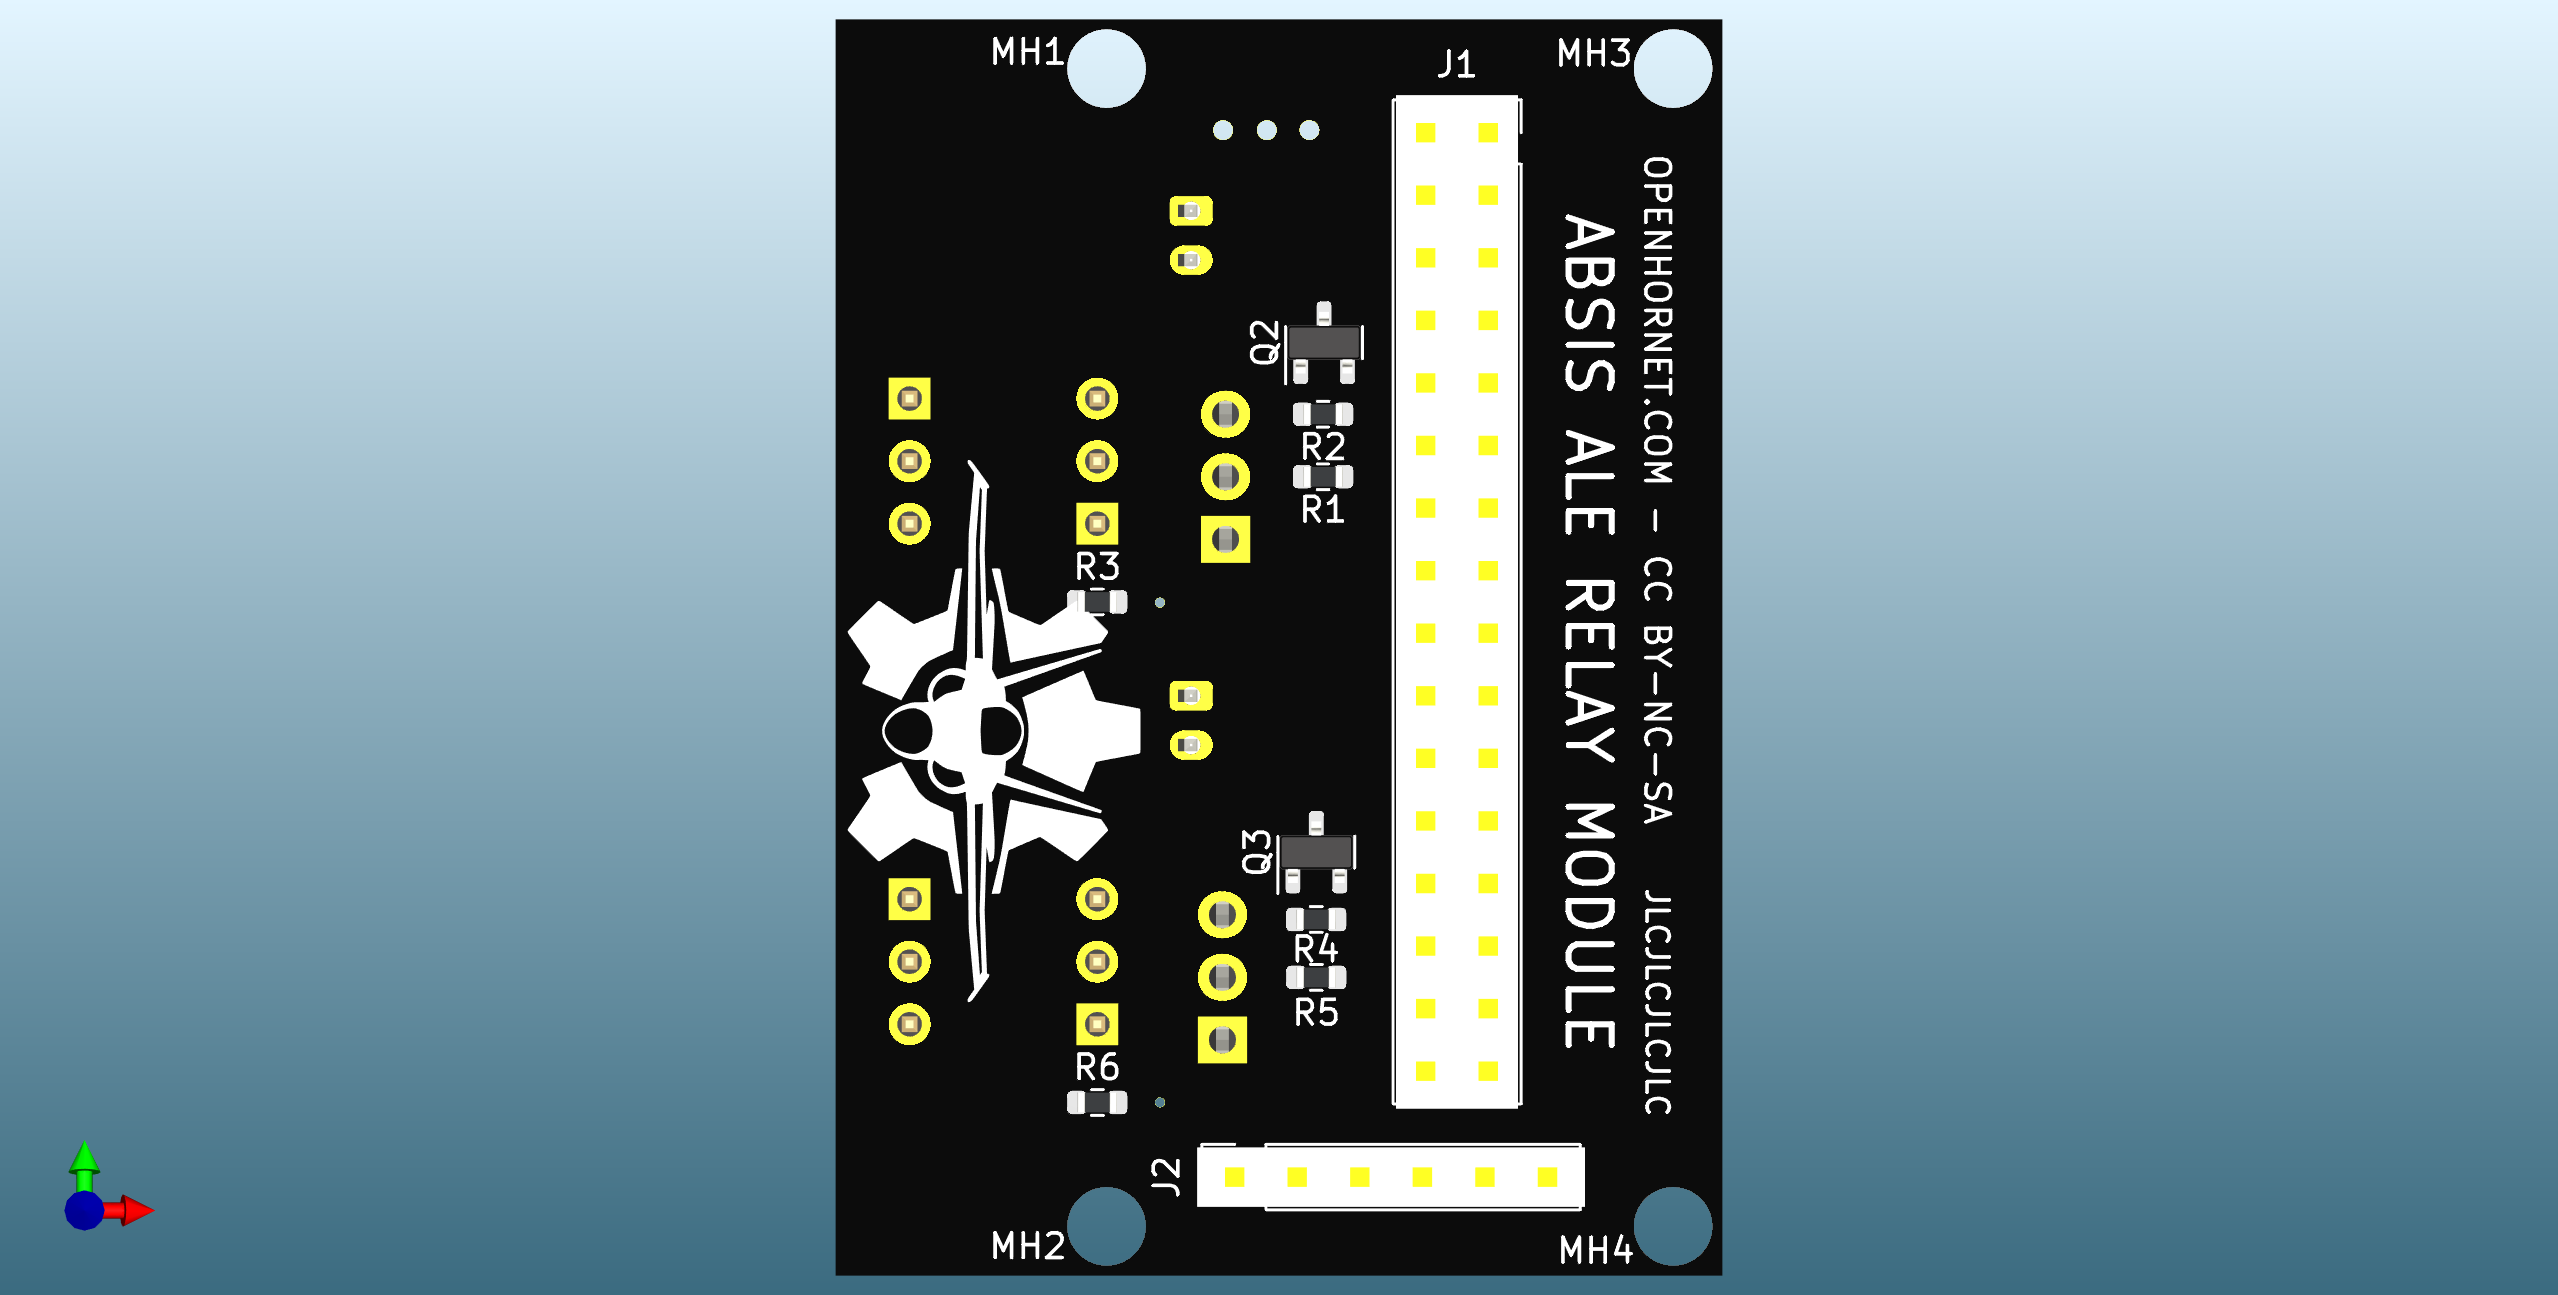 MH1
J1
MH3
Q2
R2
R1
R3
Q3
R4
R5
R6
J2
MH2
MH4
ABSIS ALE RELAY MODULE
OPENHORNET.COM - CC BY-NC-SA JLCJLCJLCJLC